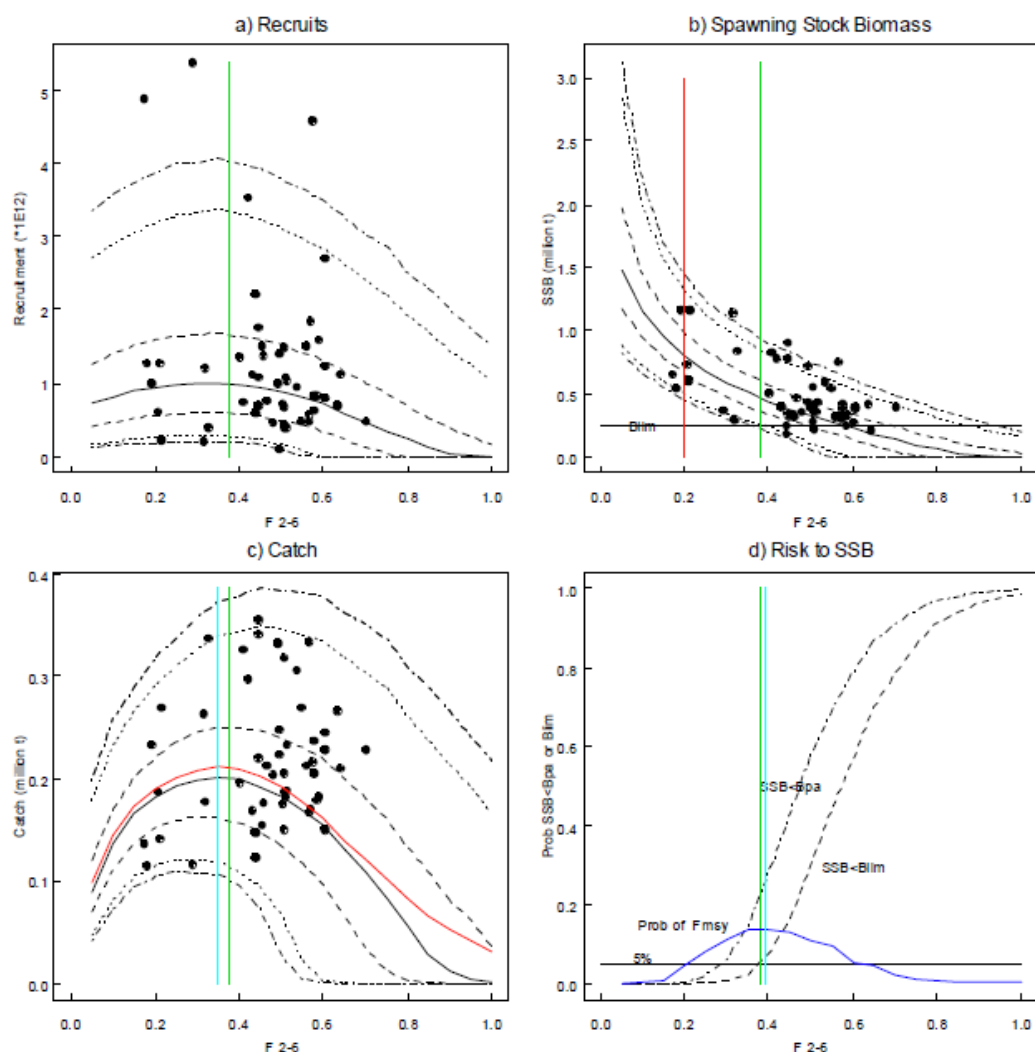 a) Recruits
Recruitment (*1E12)
5
4
3
2
1
0
0.0 0.2 0.4 0.6 0.8 1.0
F 2-6
b) Spawning Stock Biomass
SSB (million t)
3.0
2.5
2.0
1.5
1.0
0.5
0.0
Blim
0.0 0.2 0.4 0.6 0.8 1.0
F 2-6
c) Catch
Catch (million t)
0.4
0.3
0.2
0.1
0.0
0.0 0.2 0.4 0.6 0.8 1.0
F 2-6
d) Risk to SSB
Prob SSB<Bpa or Blim
1.0
0.8
0.6
0.4
0.2
0.0
SSB<Bpa
SSB<Blim
Prob of Fmsy
5%
0.0 0.2 0.4 0.6 0.8 1.0
F 2-6